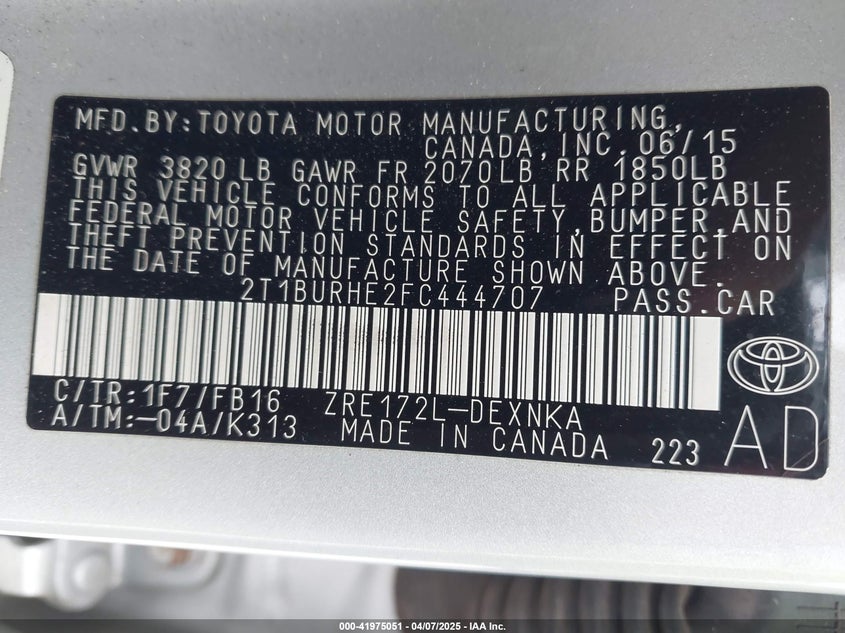 MFD.BY:TOYOTA MOTOR MANUFACTURING,
CANADA,INC. 06/15
GVWR 3820 LB GAWR FR 2070LB RR 1850LB
THIS VEHICLE CONFORMS TO ALL APPLICABLE
FEDERAL MOTOR VEHICLE SAFETY,BUMPER,AND
THEFT PREVENTION STANDARDS IN EFFECT ON
THE DATE OF MANUFACTURE SHOWN ABOVE.
2T1BURHE2FC444707 PASS.CAR
C/TR:1F7/FB16 ZRE172L-DEXNKA
A/TM:-04A/K313 MADE IN CANADA 223 AD
000-41975051 - 04/07/2025 - IAA Inc.